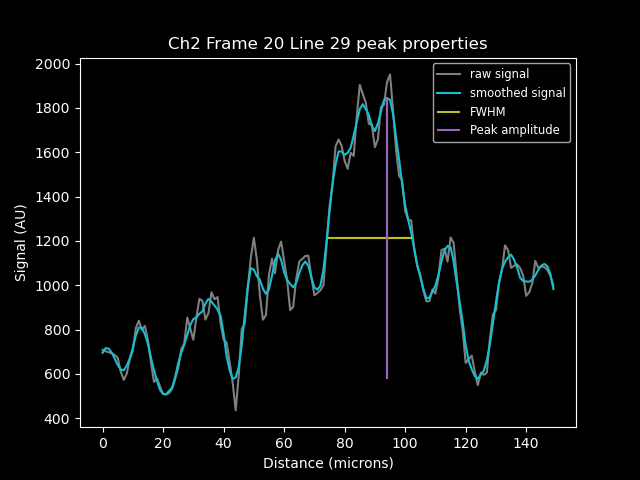 Ch2 Frame 20 Line 29 peak properties
raw signal
smoothed signal
FWHM
Peak amplitude
Signal (AU)
2000
1800
1600
1400
1200
1000
800
600
400
0 20 40 60 80 100 120 140
Distance (microns)